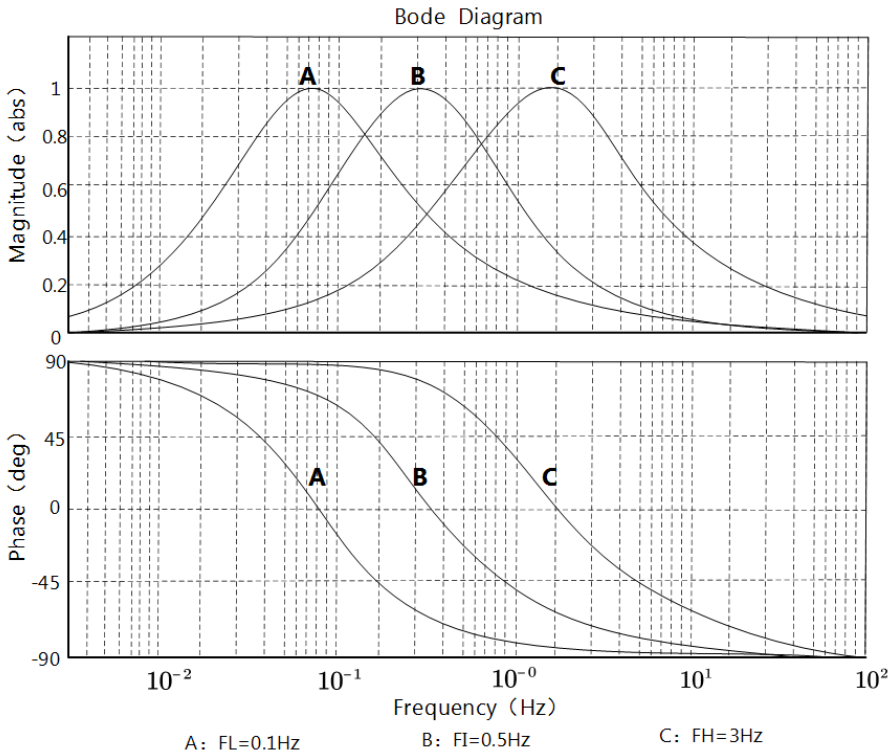 Bode Diagram
A B C
Magnitude（abs）
1
0.8
0.6
0.4
0.2
0
Phase（deg）
90
45
0
-45
-90
A B C
10⁻² 10⁻¹ 10⁻⁰ 10¹ 10²
Frequency（Hz）
A：FL=0.1Hz B：FI=0.5Hz C：FH=3Hz